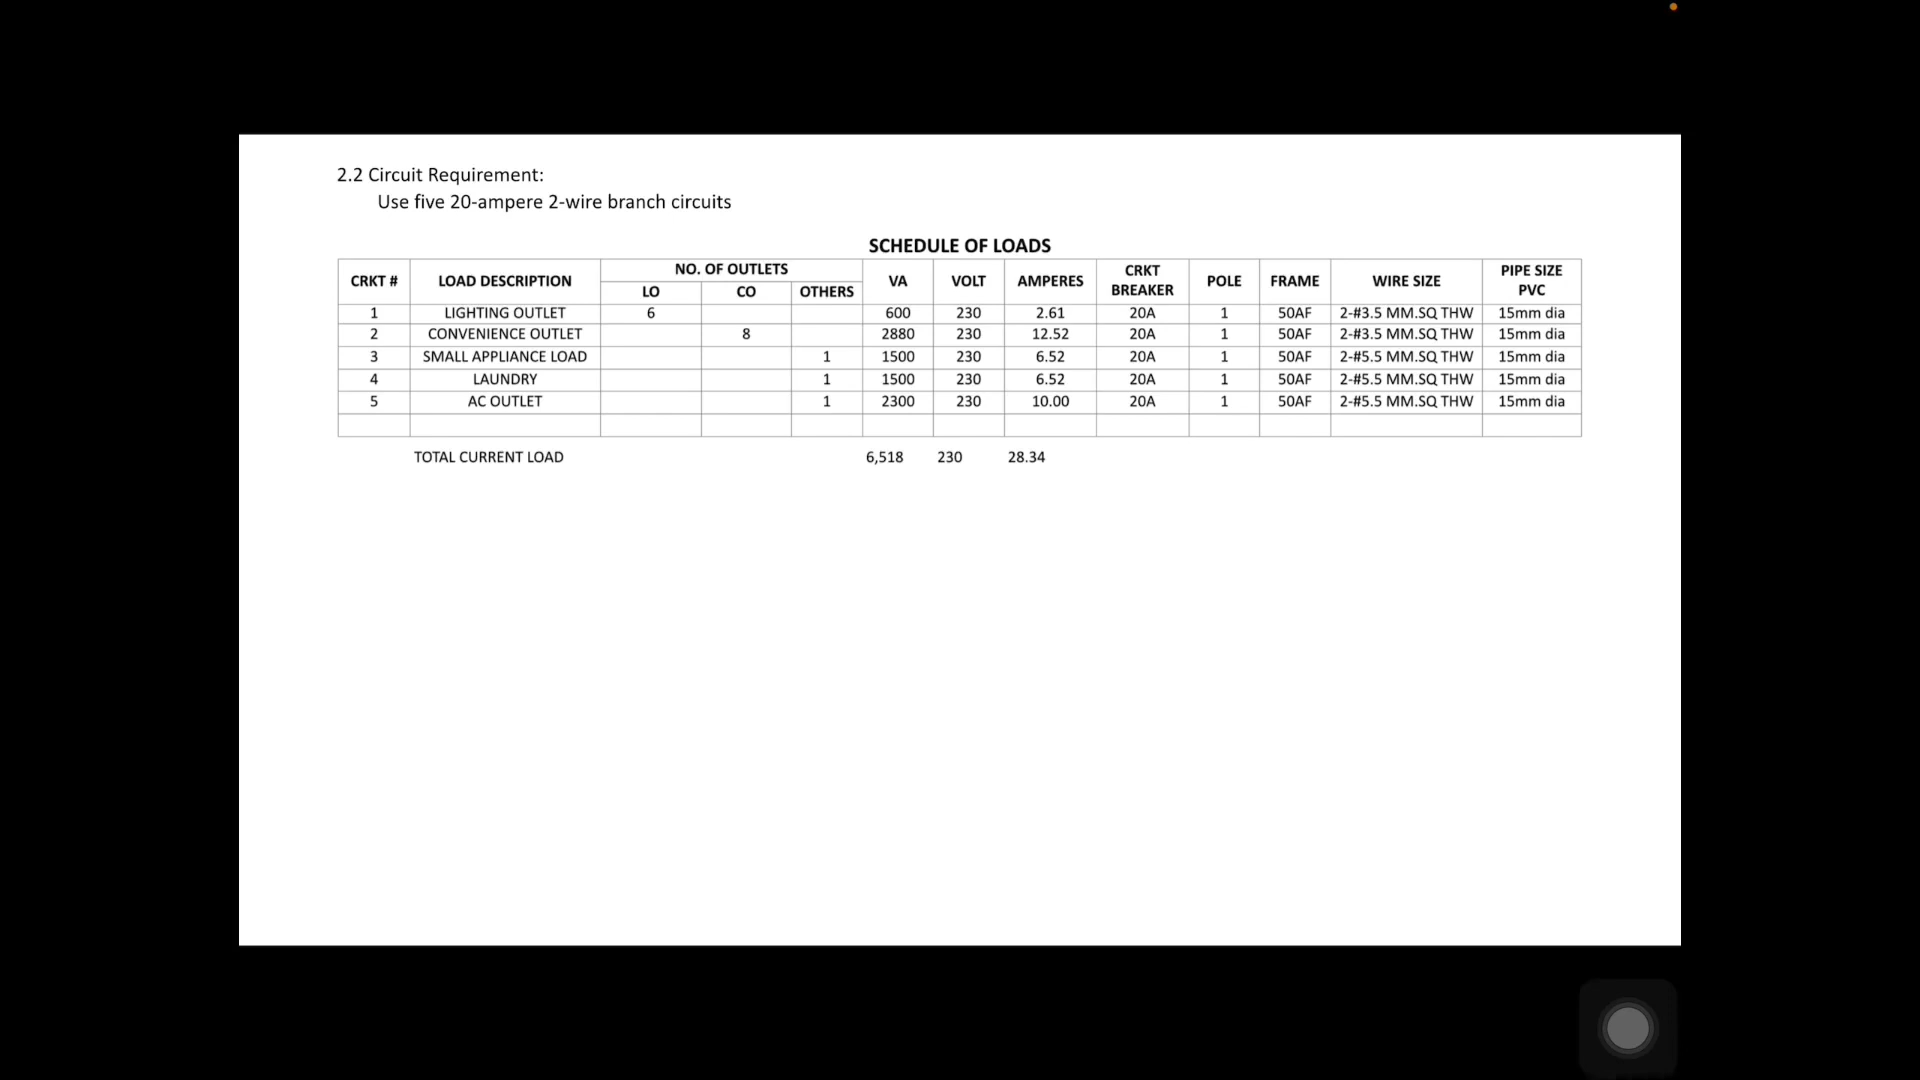 2.2 Circuit Requirement:
Use five 20-ampere 2-wire branch circuits
SCHEDULE OF LOADS
CRKT # LOAD DESCRIPTION NO. OF OUTLETS VA VOLT AMPERES CRKT BREAKER POLE FRAME WIRE SIZE PIPE SIZE PVC
LO CO OTHERS
1 LIGHTING OUTLET 6 600 230 2.61 20A 1 50AF 2-#3.5 MM.SQ THW 15mm dia
2 CONVENIENCE OUTLET 8 2880 230 12.52 20A 1 50AF 2-#3.5 MM.SQ THW 15mm dia
3 SMALL APPLIANCE LOAD 1 1500 230 6.52 20A 1 50AF 2-#5.5 MM.SQ THW 15mm dia
4 LAUNDRY 1 1500 230 6.52 20A 1 50AF 2-#5.5 MM.SQ THW 15mm dia
5 AC OUTLET 1 2300 230 10.00 20A 1 50AF 2-#5.5 MM.SQ THW 15mm dia
TOTAL CURRENT LOAD 6,518 230 28.34